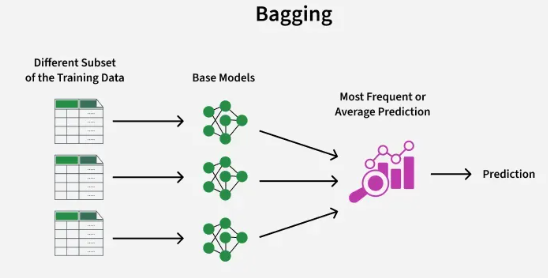 Bagging
Different Subset
of the Training Data
Base Models
Most Frequent or
Average Prediction
Prediction